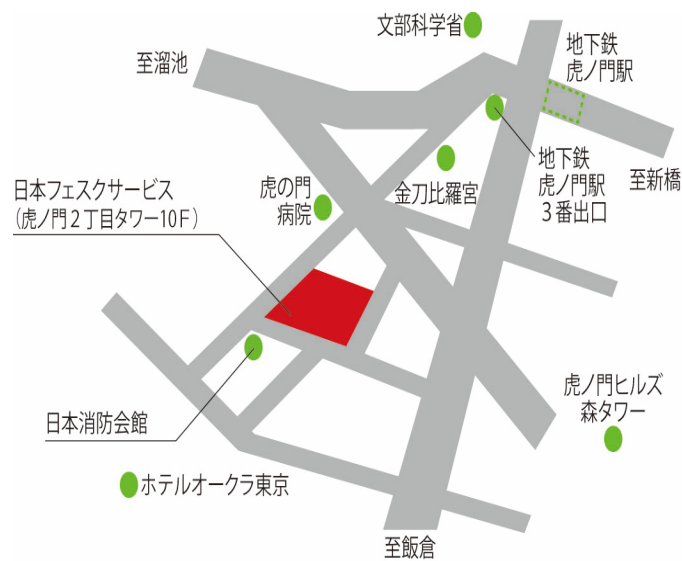 文部科学省
地下鉄
虎ノ門駅
至溜池
地下鉄
虎ノ門駅
3番出口
至新橋
日本フェスクサービス
（虎ノ門２丁目タワー10Ｆ）
虎の門
病院
金刀比羅宮
虎ノ門ヒルズ
森タワー
日本消防会館
ホテルオークラ東京
至飯倉